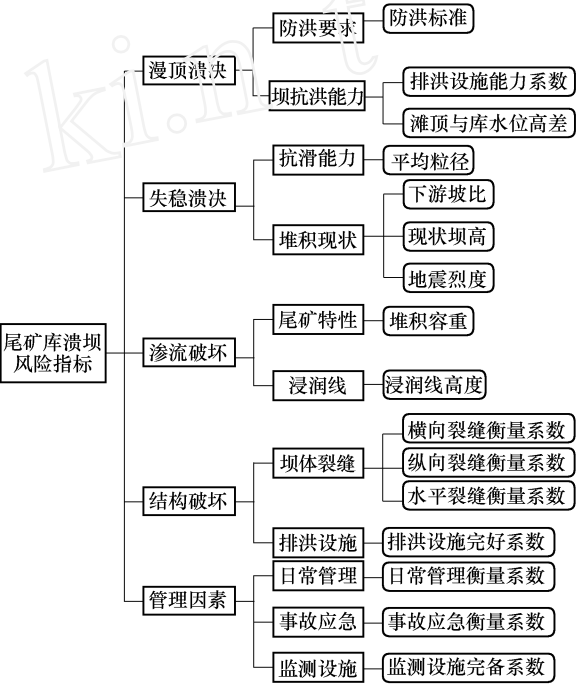 防洪要求
防洪标准
漫顶溃决
坝抗洪能力
排洪设施能力系数
滩顶与库水位高差
失稳溃决
抗滑能力
平均粒径
堆积现状
下游坡比
现状坝高
地震烈度
尾矿库溃坝
风险指标
渗流破坏
尾矿特性
堆积容重
浸润线
浸润线高度
结构破坏
坝体裂缝
横向裂缝衡量系数
纵向裂缝衡量系数
水平裂缝衡量系数
排洪设施
排洪设施完好系数
管理因素
日常管理
日常管理衡量系数
事故应急
事故应急衡量系数
监测设施
监测设施完备系数